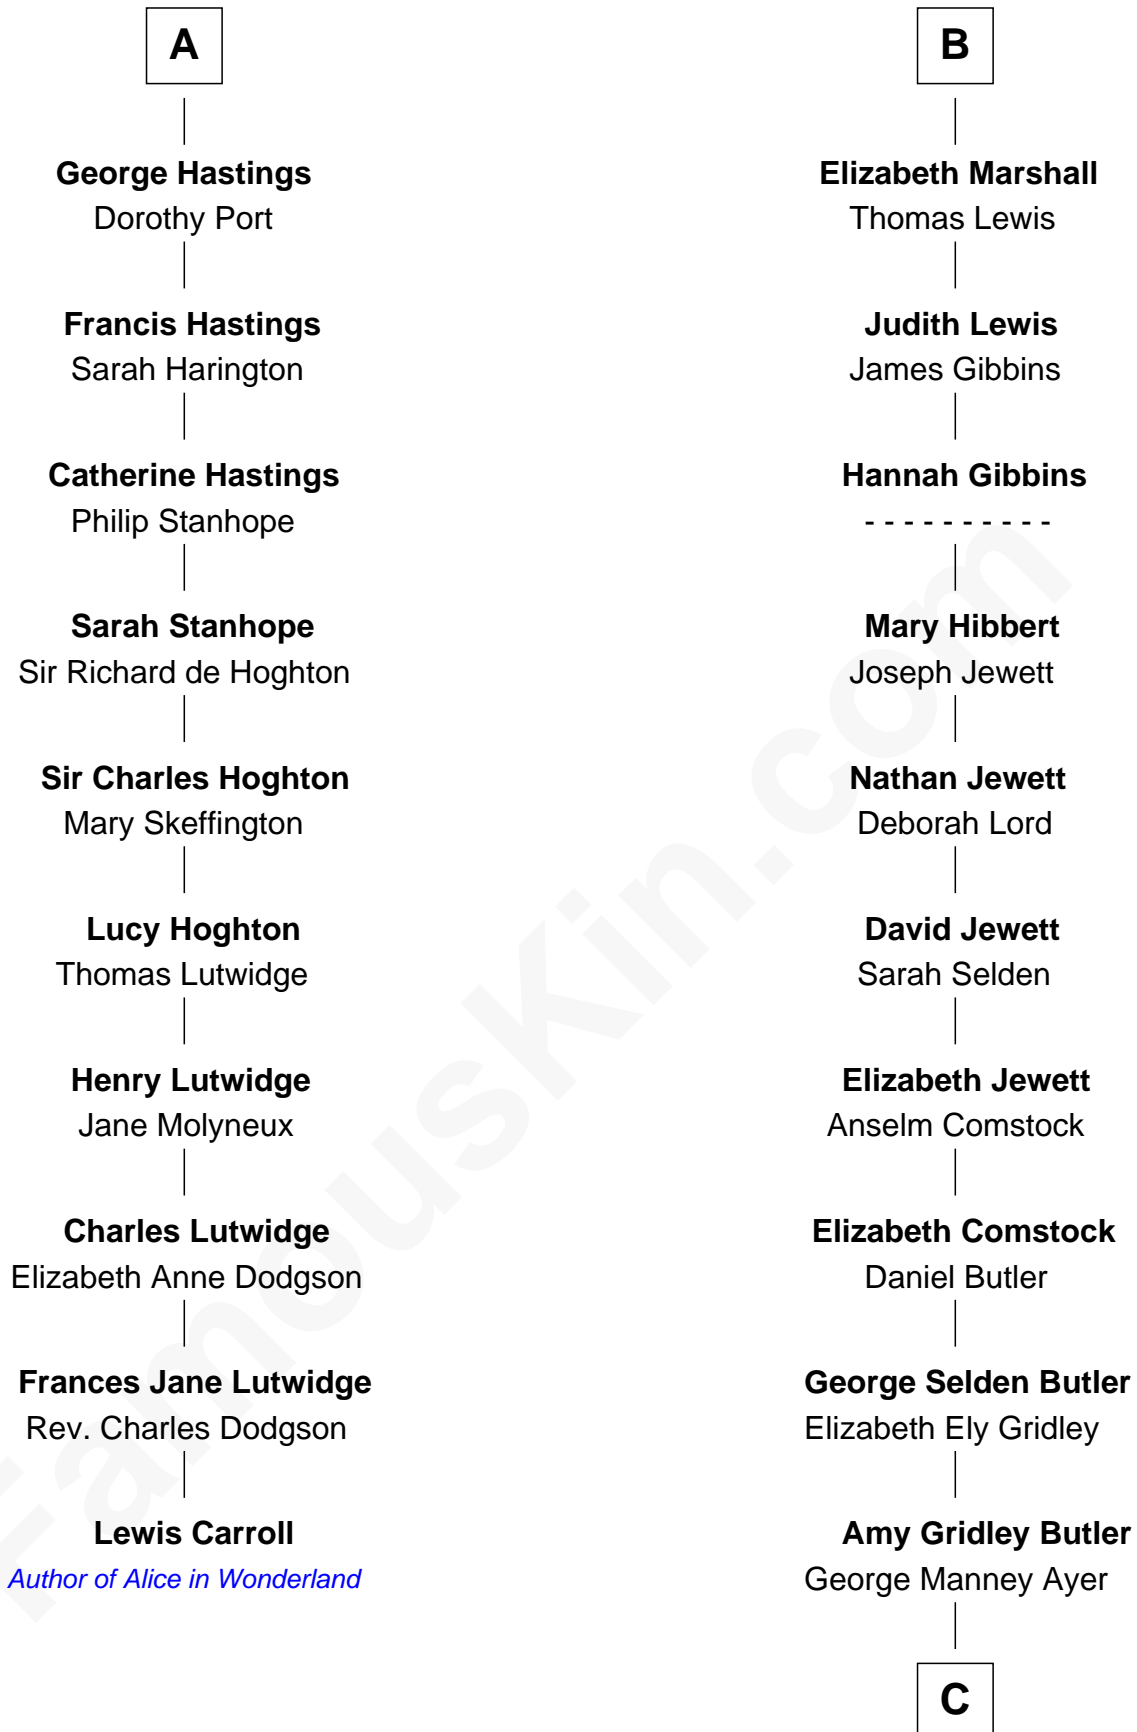 A
George Hastings
Dorothy Port
Francis Hastings
Sarah Harington
Catherine Hastings
Philip Stanhope
Sarah Stanhope
Sir Richard de Hoghton
Sir Charles Hoghton
Mary Skeffington
Lucy Hoghton
Thomas Lutwidge
Henry Lutwidge
Jane Molyneux
Charles Lutwidge
Elizabeth Anne Dodgson
Frances Jane Lutwidge
Rev. Charles Dodgson
Lewis Carroll
Author of Alice in Wonderland
B
Elizabeth Marshall
Thomas Lewis
Judith Lewis
James Gibbins
Hannah Gibbins
- - - - - - - - - -
Mary Hibbert
Joseph Jewett
Nathan Jewett
Deborah Lord
David Jewett
Sarah Selden
Elizabeth Jewett
Anselm Comstock
Elizabeth Comstock
Daniel Butler
George Selden Butler
Elizabeth Ely Gridley
Amy Gridley Butler
George Manney Ayer
C
FamousKin.com